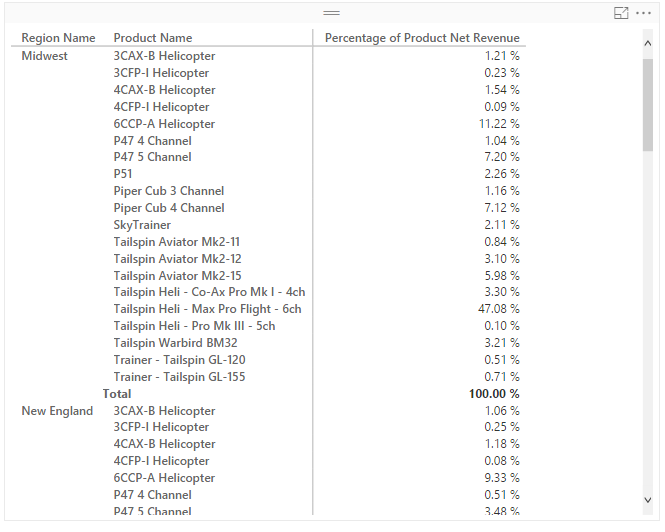 Region Name Product Name Percentage of Product Net Revenue
Midwest 3CAX-B Helicopter 1.21 %
3CFP-I Helicopter 0.23 %
4CAX-B Helicopter 1.54 %
4CFP-I Helicopter 0.09 %
6CCP-A Helicopter 11.22 %
P47 4 Channel 1.04 %
P47 5 Channel 7.20 %
P51 2.26 %
Piper Cub 3 Channel 1.16 %
Piper Cub 4 Channel 7.12 %
SkyTrainer 2.11 %
Tailspin Aviator Mk2-11 0.84 %
Tailspin Aviator Mk2-12 3.10 %
Tailspin Aviator Mk2-15 5.98 %
Tailspin Heli - Co-Ax Pro Mk I - 4ch 3.30 %
Tailspin Heli - Max Pro Flight - 6ch 47.08 %
Tailspin Heli - Pro Mk III - 5ch 0.10 %
Tailspin Warbird BM32 3.21 %
Trainer - Tailspin GL-120 0.51 %
Trainer - Tailspin GL-155 0.71 %
Total 100.00 %
New England 3CAX-B Helicopter 1.06 %
3CFP-I Helicopter 0.25 %
4CAX-B Helicopter 1.18 %
4CFP-I Helicopter 0.08 %
6CCP-A Helicopter 9.33 %
P47 4 Channel 0.51 %
P47 5 Channel 3.48 %